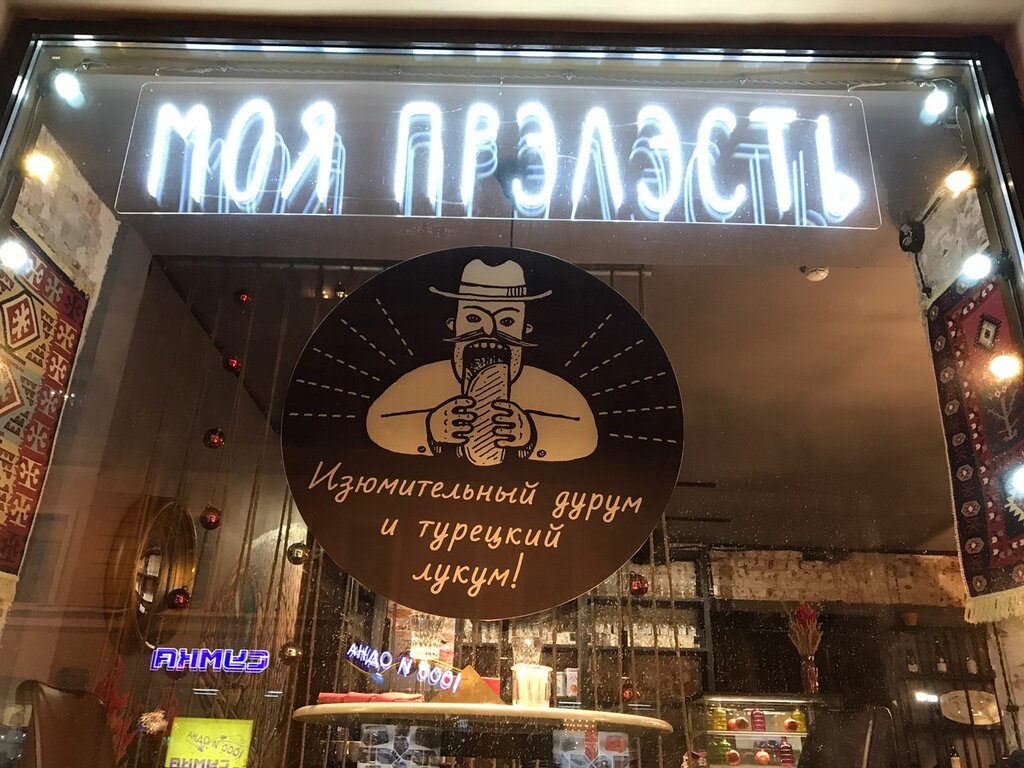 МОЯ ПРЭЛЭСТЬ
Изюмительный дурум
и турецкий
лукум!